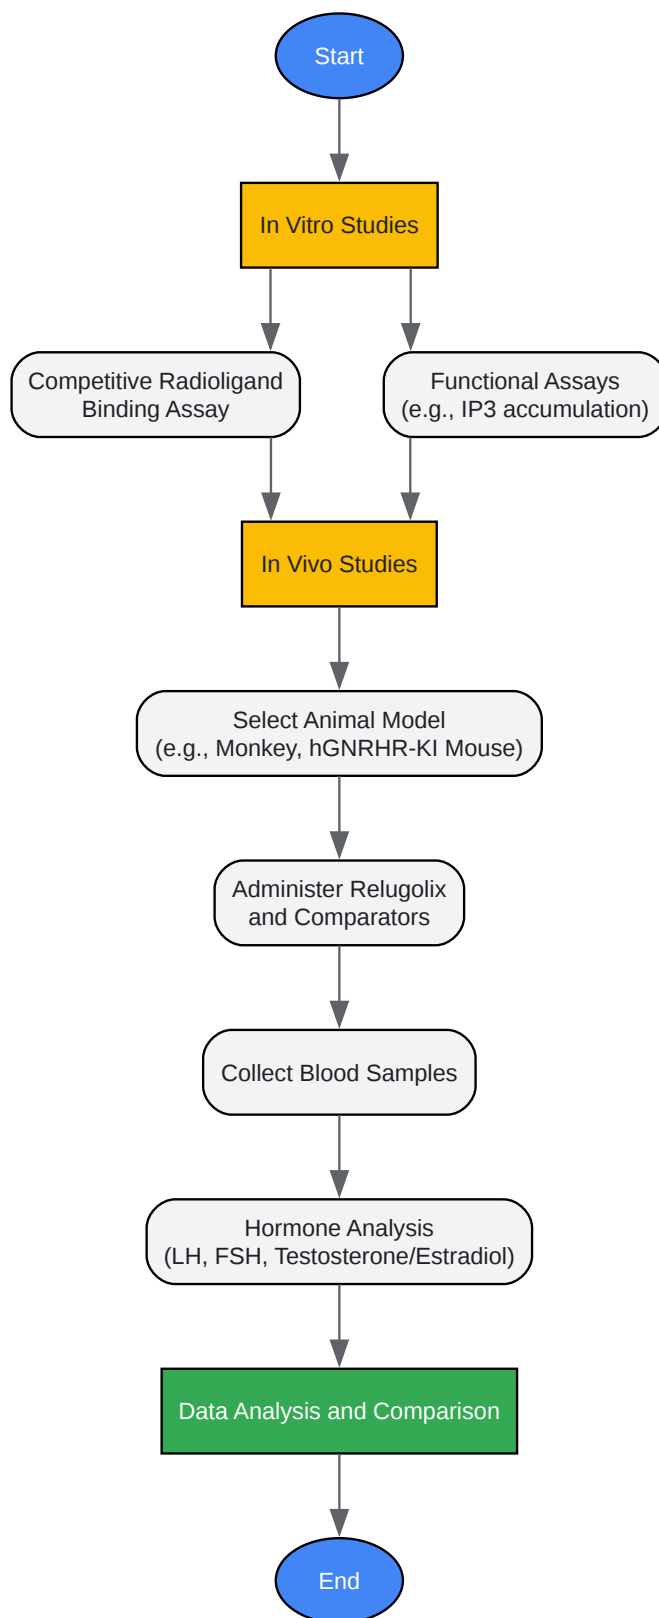 Start
In Vitro Studies
Competitive Radioligand
Binding Assay
Functional Assays
(e.g., IP3 accumulation)
In Vivo Studies
Select Animal Model
(e.g., Monkey, hGNRHR-KI Mouse)
Administer Relugolix
and Comparators
Collect Blood Samples
Hormone Analysis
(LH, FSH, Testosterone/Estradiol)
Data Analysis and Comparison
End